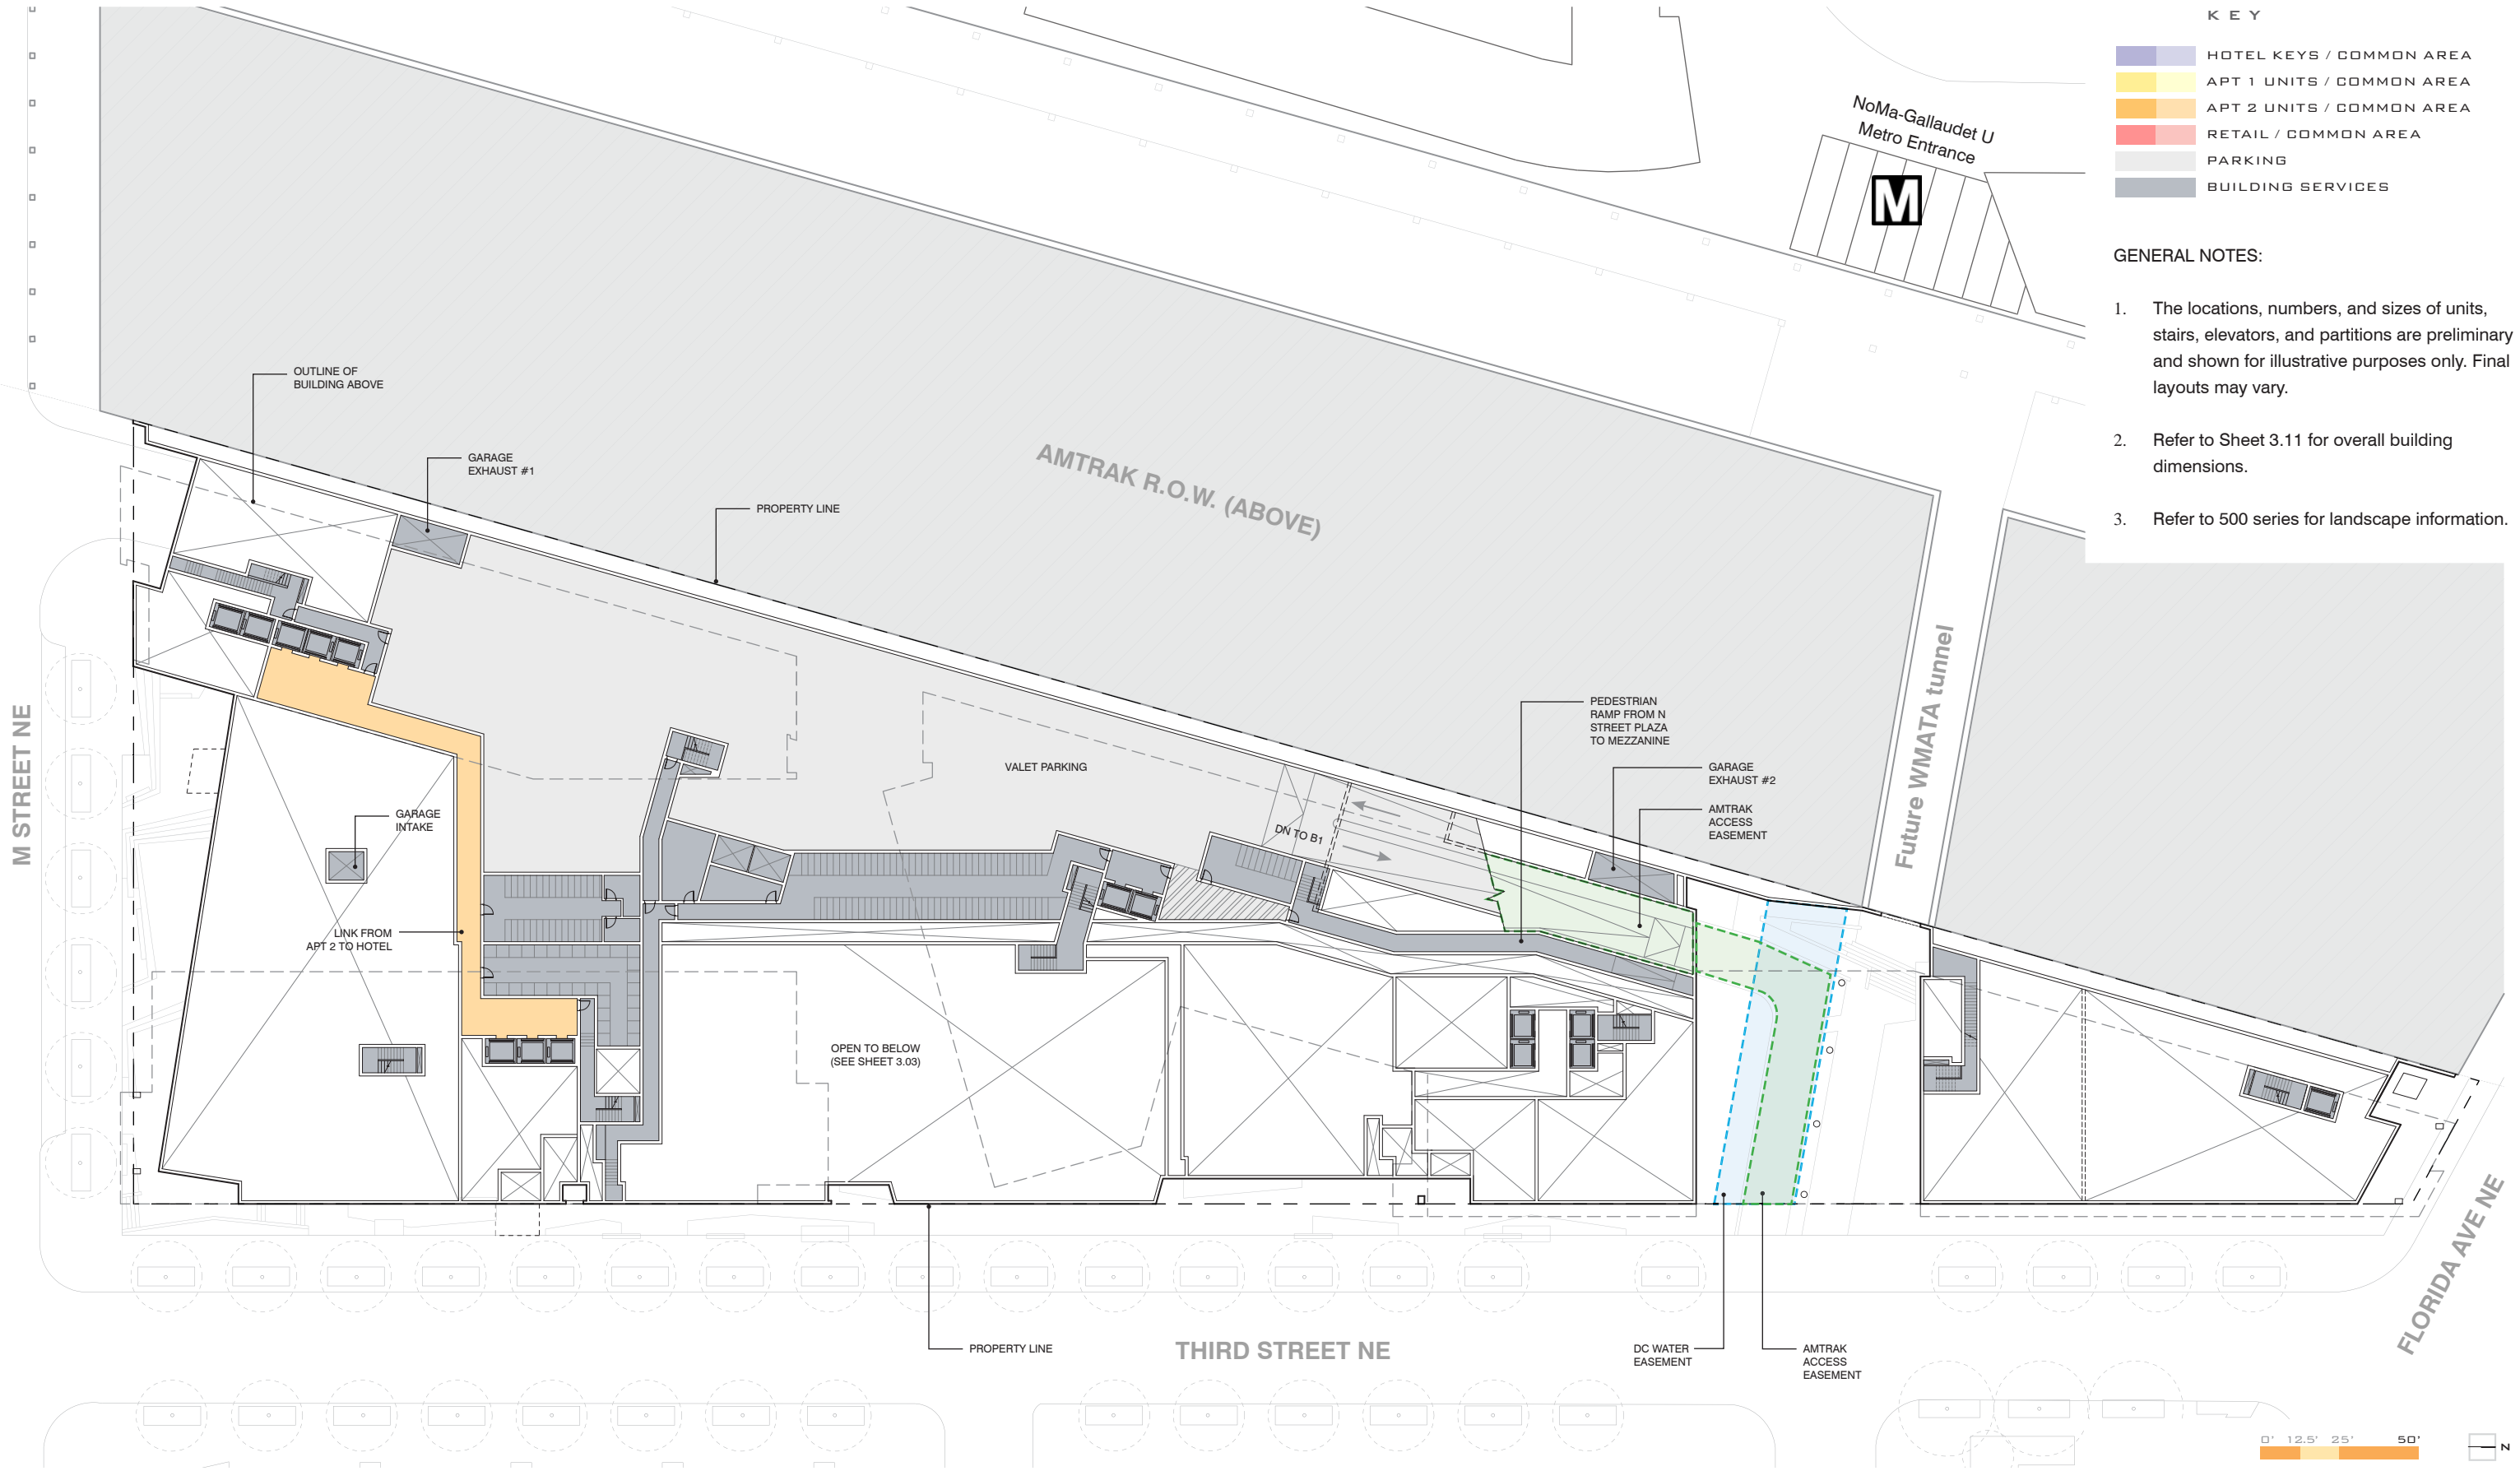 KEY
HOTEL KEYS / COMMON AREA
APT 1 UNITS / COMMON AREA
APT 2 UNITS / COMMON AREA
RETAIL / COMMON AREA
PARKING
BUILDING SERVICES
NoMa-Gallaudet U
Metro Entrance
M
GENERAL NOTES:
1. The locations, numbers, and sizes of units,
stairs, elevators, and partitions are preliminary
and shown for illustrative purposes only. Final
layouts may vary.
2. Refer to Sheet 3.11 for overall building
dimensions.
3. Refer to 500 series for landscape information.
OUTLINE OF
BUILDING ABOVE
GARAGE
EXHAUST #1
PROPERTY LINE
AMTRAK R.O.W. (ABOVE)
Future WMATA tunnel
M STREET NE
PEDESTRIAN
RAMP FROM N
STREET PLAZA
TO MEZZANINE
VALET PARKING
GARAGE
EXHAUST #2
AMTRAK
ACCESS
EASEMENT
GARAGE
INTAKE
DN TO B1
LINK FROM
APT 2 TO HOTEL
OPEN TO BELOW
(SEE SHEET 3.03)
FLORIDA AVE NE
PROPERTY LINE
THIRD STREET NE
DC WATER
EASEMENT
AMTRAK
ACCESS
EASEMENT
0' 12.5' 25' 50'
N